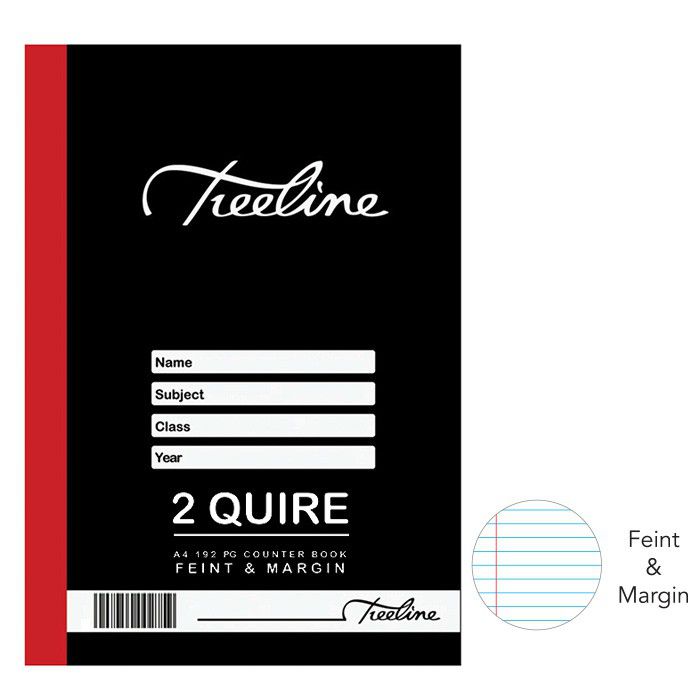 Treeline
Name
Subject
Class
Year
2 QUIRE
A4 192 PG COUNTER BOOK
FEINT & MARGIN
Treeline
Feint
&
Margin